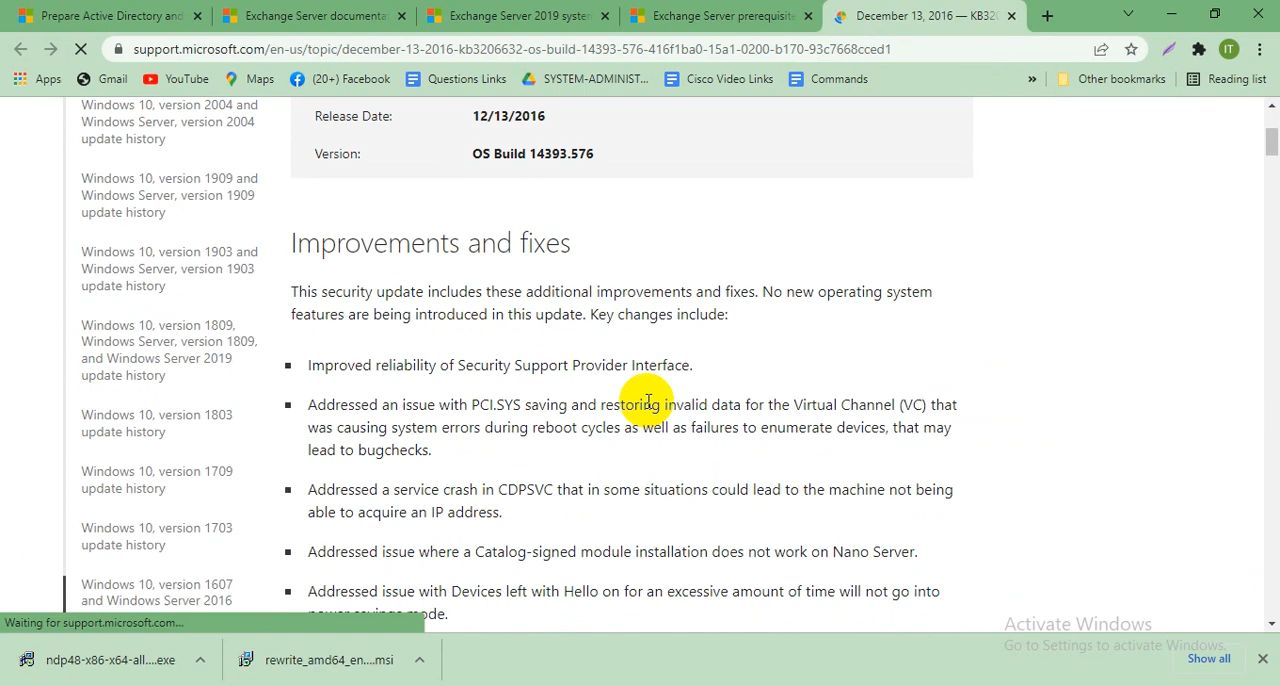 Prepare Active Directory and
Exchange Server documentat
Exchange Server 2019 system
Exchange Server prerequisite
December 13, 2016 — KB320
support.microsoft.com/en-us/topic/december-13-2016-kb3206632-os-build-14393-576-416f1ba0-15a1-0200-b170-93c7668cced1
IT
Apps
Gmail
YouTube
Maps
(20+) Facebook
Questions Links
SYSTEM-ADMINIST...
Cisco Video Links
Commands
»
Other bookmarks
Reading list
Windows 10, version 2004 and
Windows Server, version 2004
update history
Windows 10, version 1909 and
Windows Server, version 1909
update history
Windows 10, version 1903 and
Windows Server, version 1903
update history
Windows 10, version 1809,
Windows Server, version 1809,
and Windows Server 2019
update history
Windows 10, version 1803
update history
Windows 10, version 1709
update history
Windows 10, version 1703
update history
Windows 10, version 1607
and Windows Server 2016
Release Date: 12/13/2016
Version: OS Build 14393.576
Improvements and fixes
This security update includes these additional improvements and fixes. No new operating system
features are being introduced in this update. Key changes include:
Improved reliability of Security Support Provider Interface.
Addressed an issue with PCI.SYS saving and restoring invalid data for the Virtual Channel (VC) that
was causing system errors during reboot cycles as well as failures to enumerate devices, that may
lead to bugchecks.
Addressed a service crash in CDPSVC that in some situations could lead to the machine not being
able to acquire an IP address.
Addressed issue where a Catalog-signed module installation does not work on Nano Server.
Addressed issue with Devices left with Hello on for an excessive amount of time will not go into
power savings mode.
Waiting for support.microsoft.com...
Activate Windows
Go to Settings to activate Windows.
ndp48-x86-x64-all....exe
rewrite_amd64_en....msi
Show all